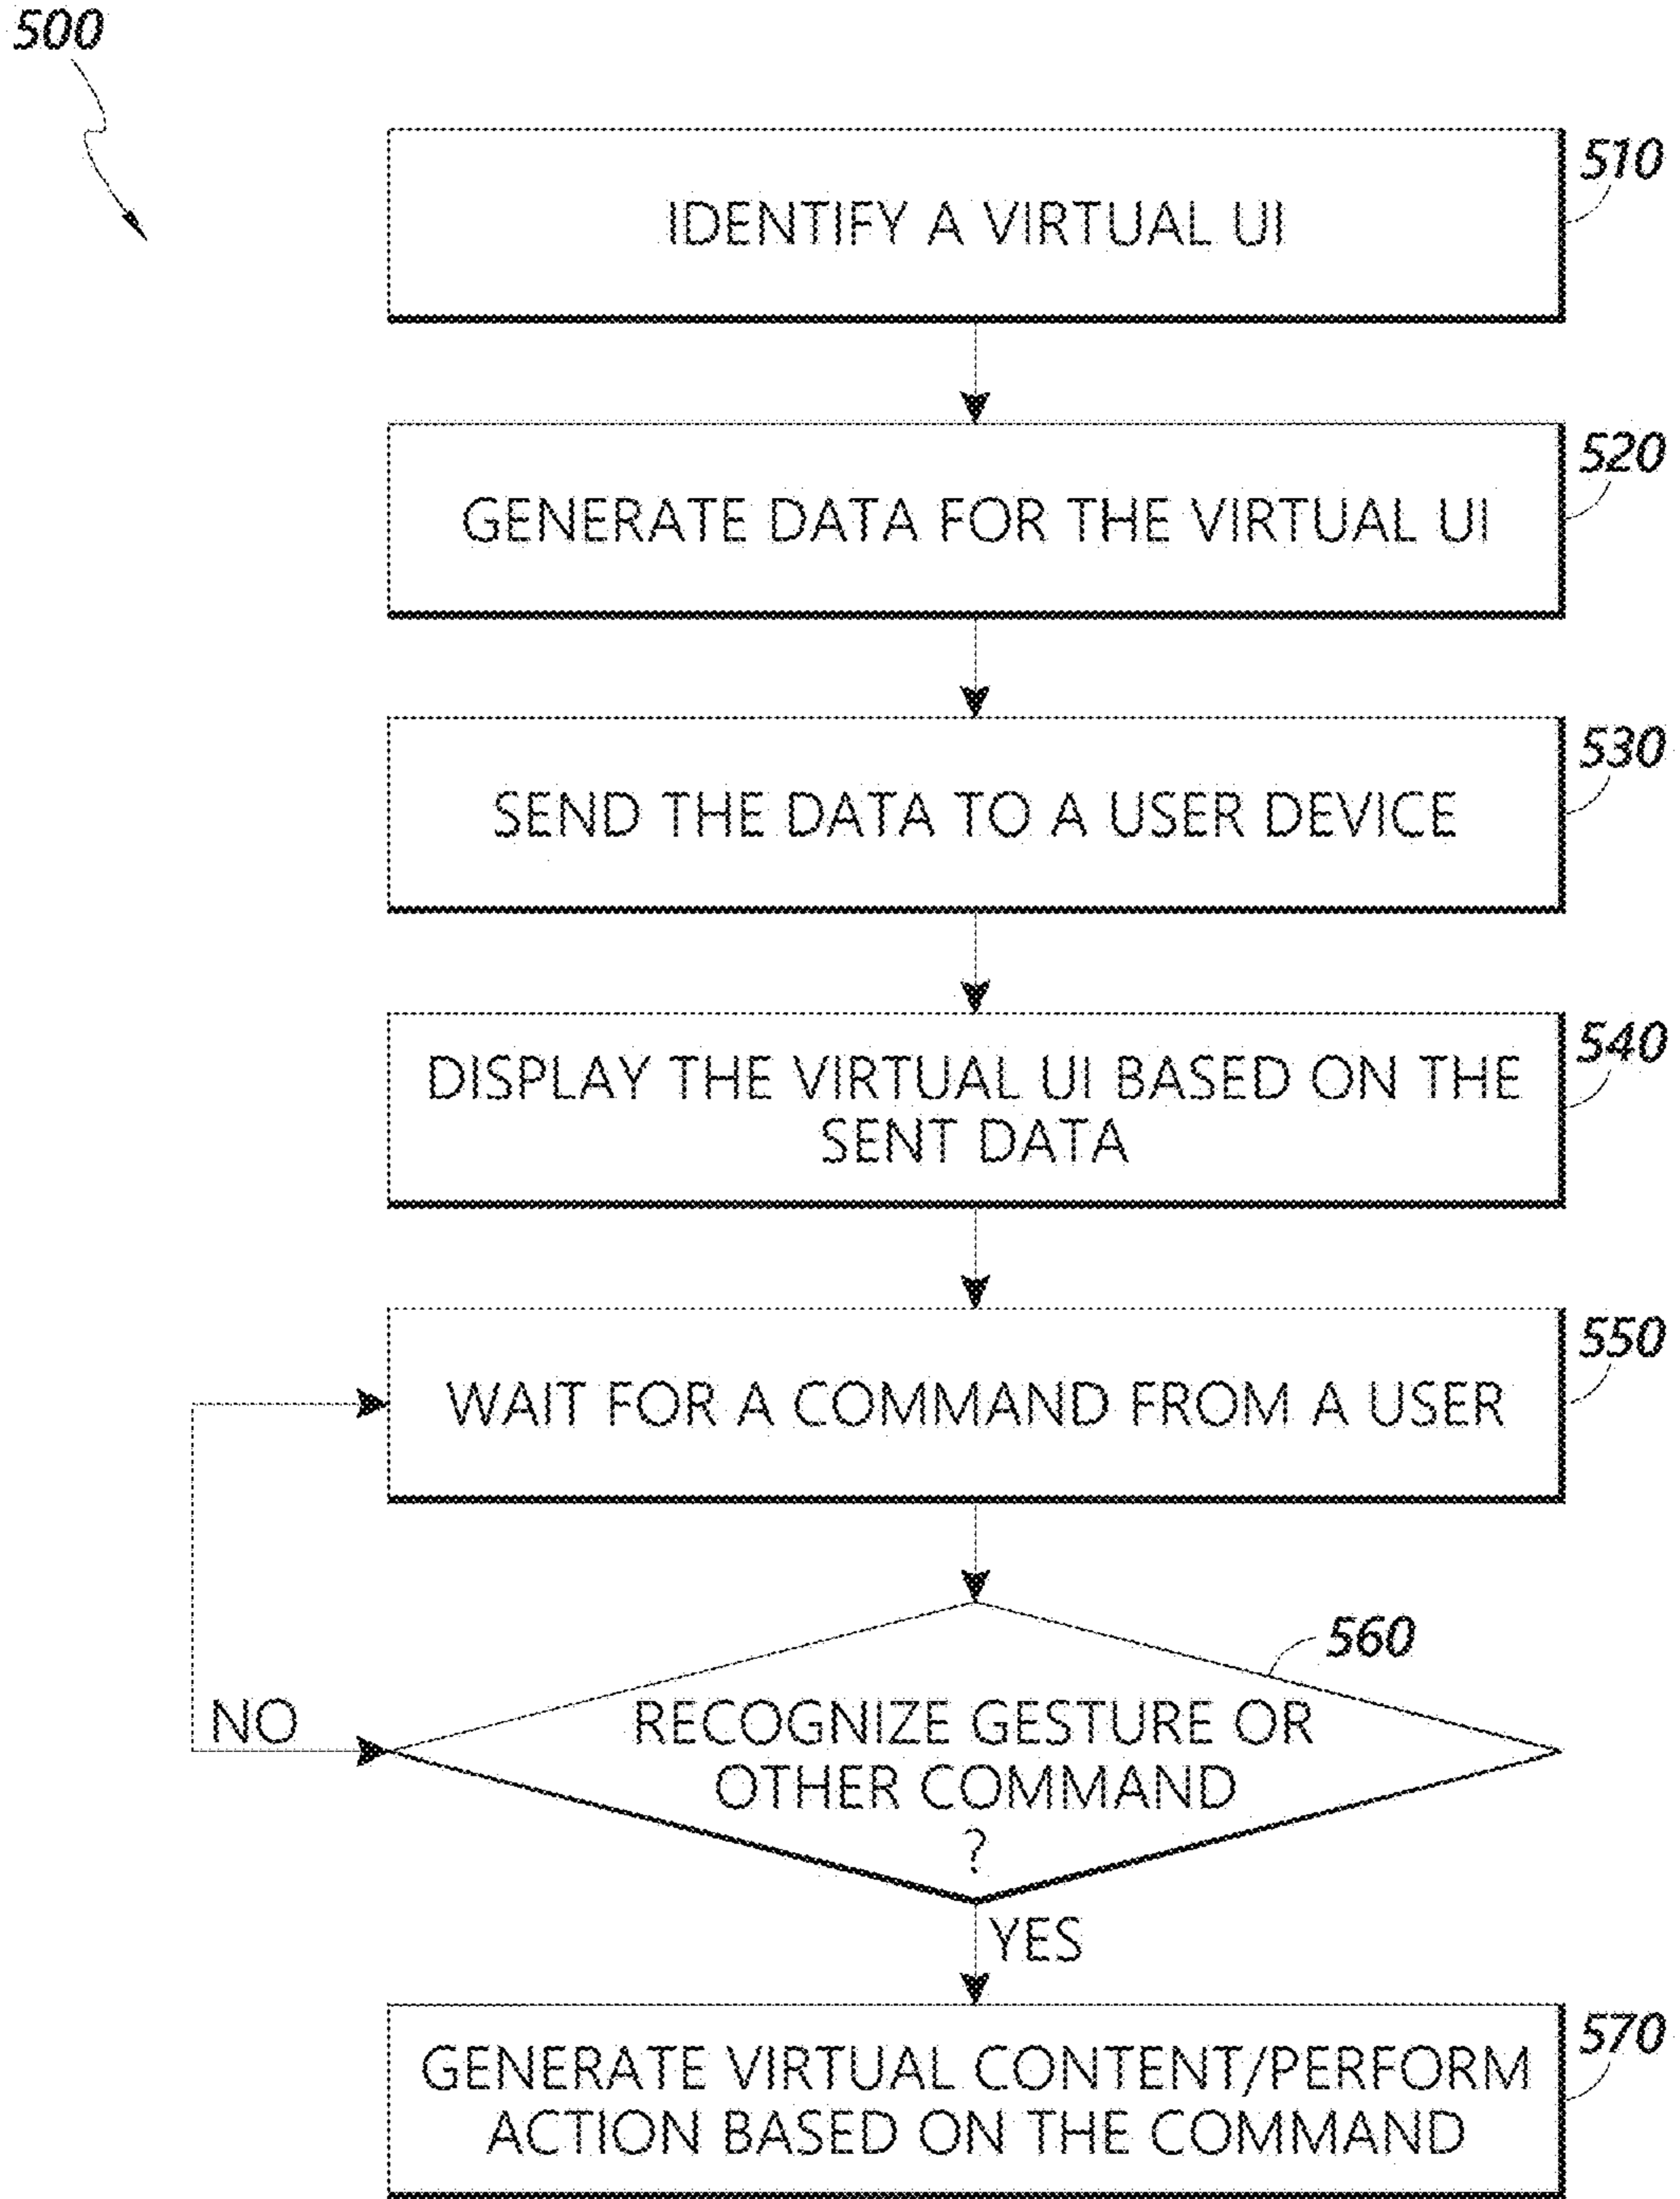 500
510
IDENTIFY A VIRTUAL UI
520
GENERATE DATA FOR THE VIRTUAL UI
530
SEND THE DATA TO A USER DEVICE
540
DISPLAY THE VIRTUAL UI BASED ON THE
SENT DATA
550
WAIT FOR A COMMAND FROM A USER
560
NO
RECOGNIZE GESTURE OR
OTHER COMMAND
?
YES
570
GENERATE VIRTUAL CONTENT/PERFORM
ACTION BASED ON THE COMMAND